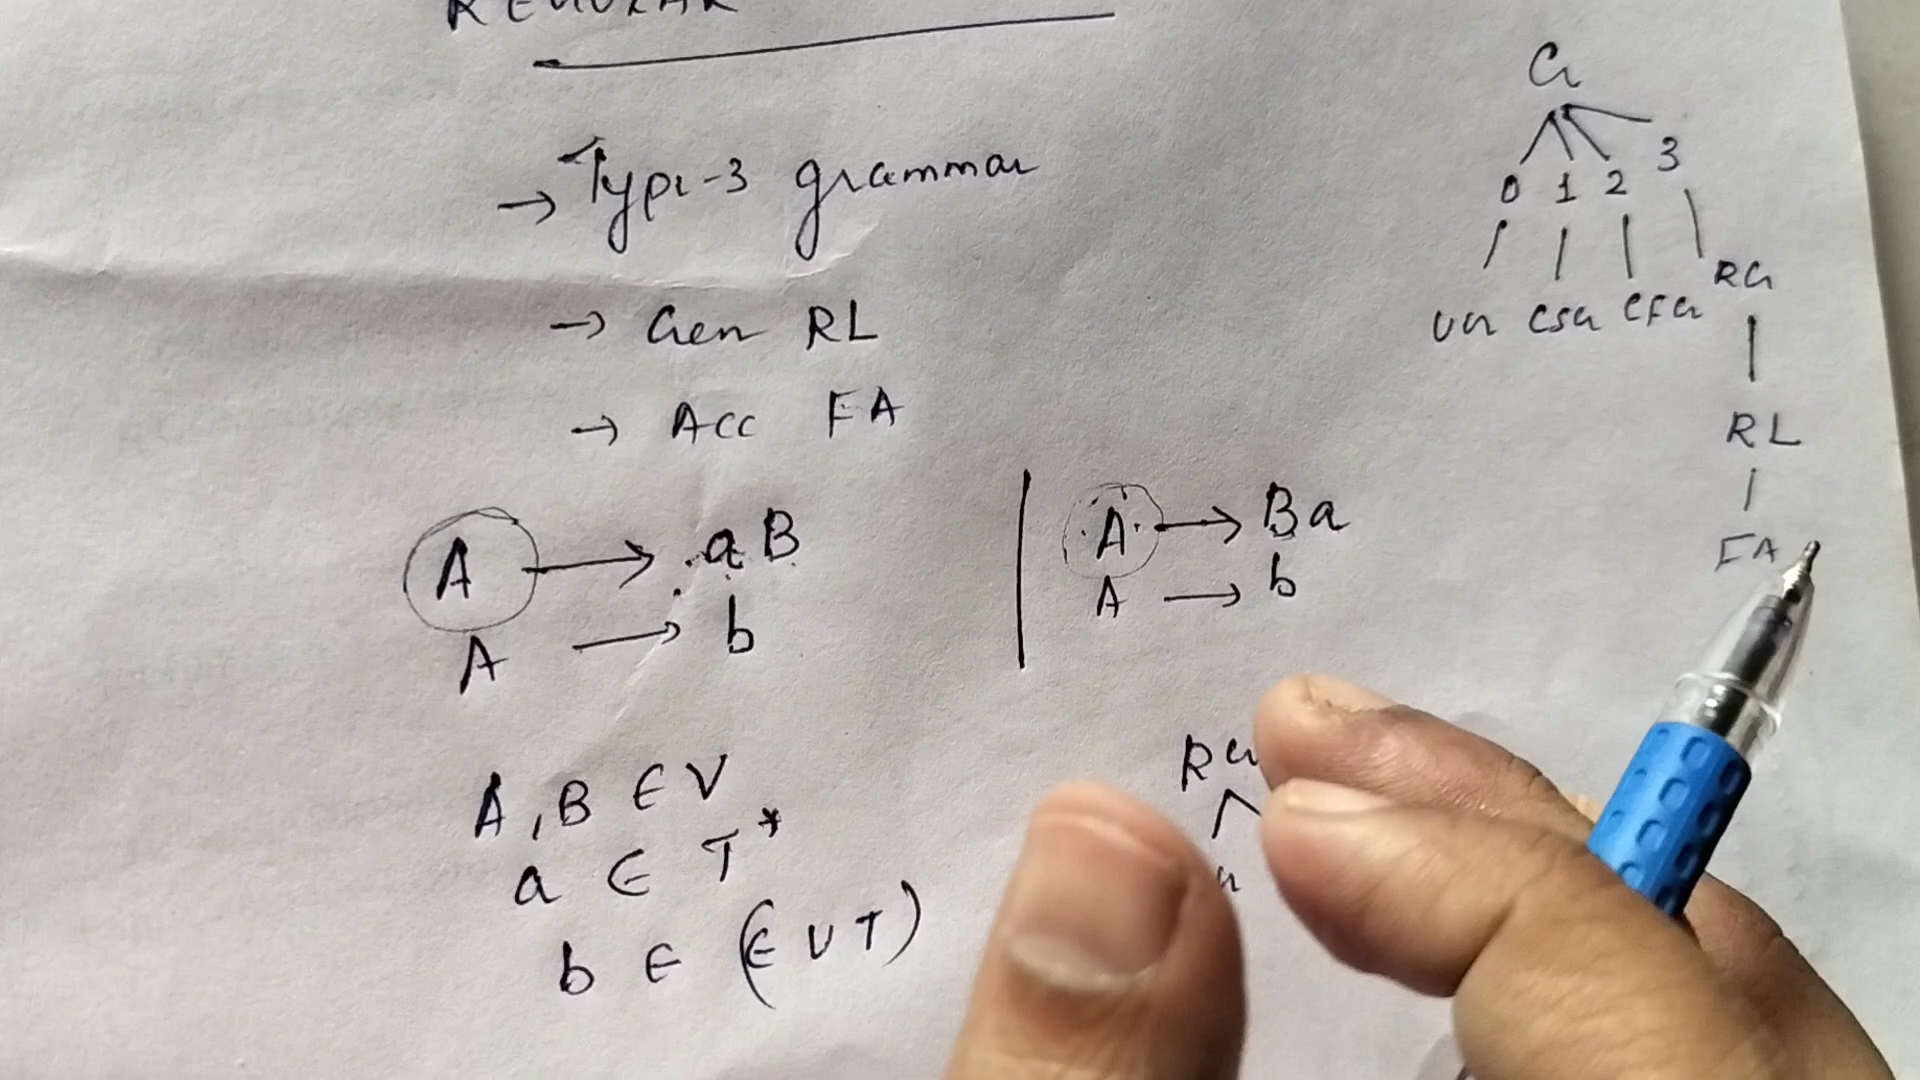 REGULAR
→ Type-3 grammar
→ Gen RL
→ Acc FA
A → aB
A → b
A → Ba
A → b
A, B ∈ V
a ∈ T*
b ∈ (∈ ∪ T)
RG
G
0 1 2 3
UG CSG CFG RG
RL
FA